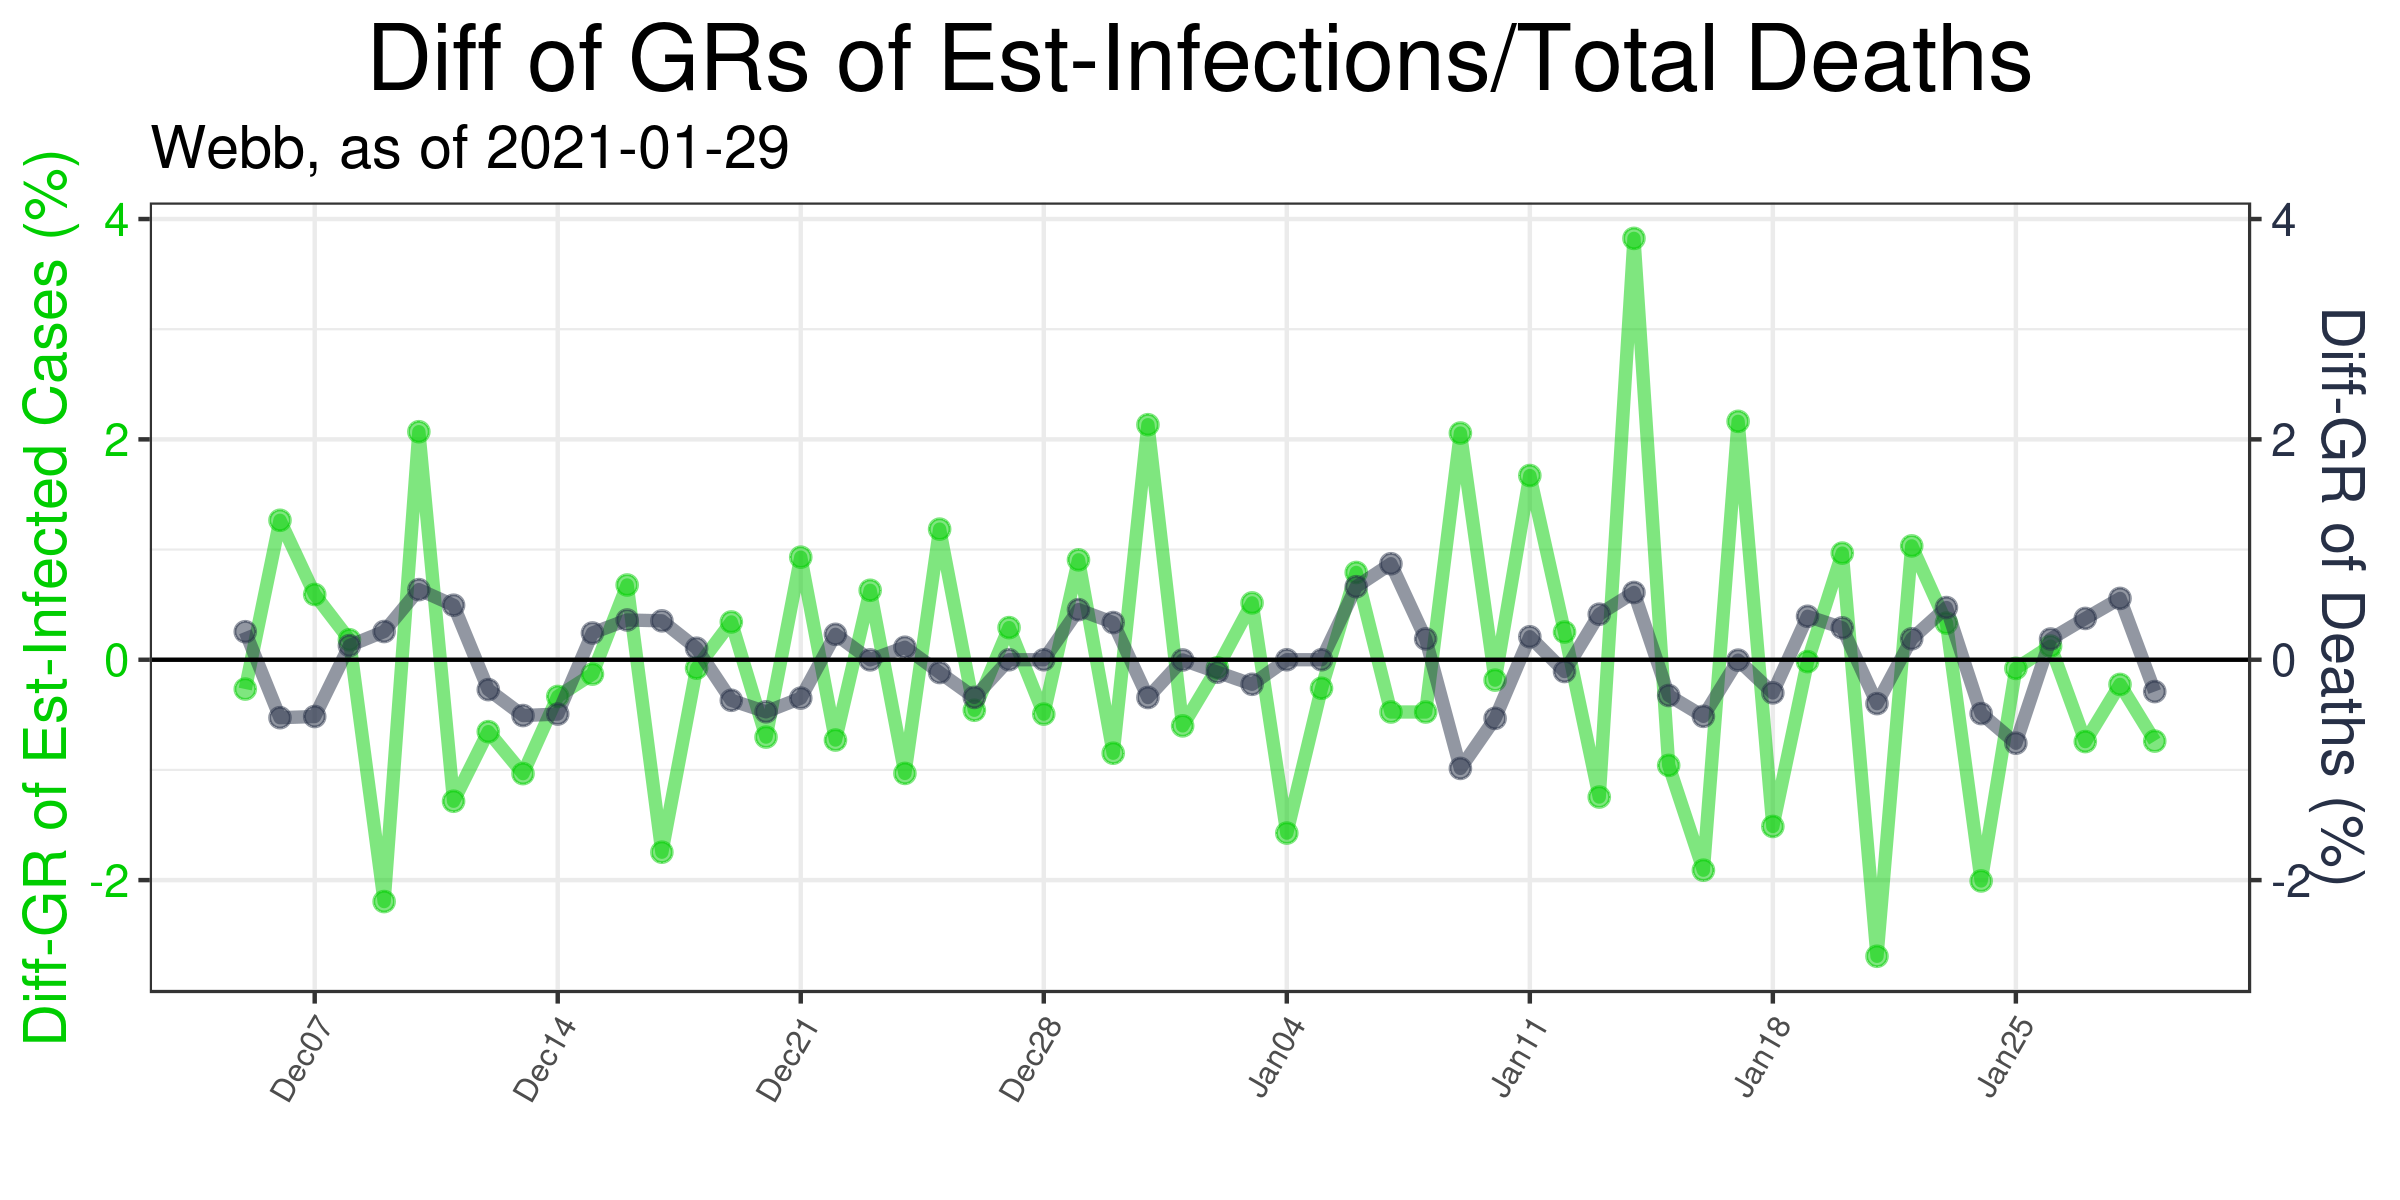 Diff of GRs of Est-Infections/Total Deaths
Webb, as of 2021-01-29
Diff-GR of Est-Infected Cases (%)
4
2
0
-2
4
2
0
-2
Diff-GR of Deaths (%)
Dec07
Dec14
Dec21
Dec28
Jan04
Jan11
Jan18
Jan25